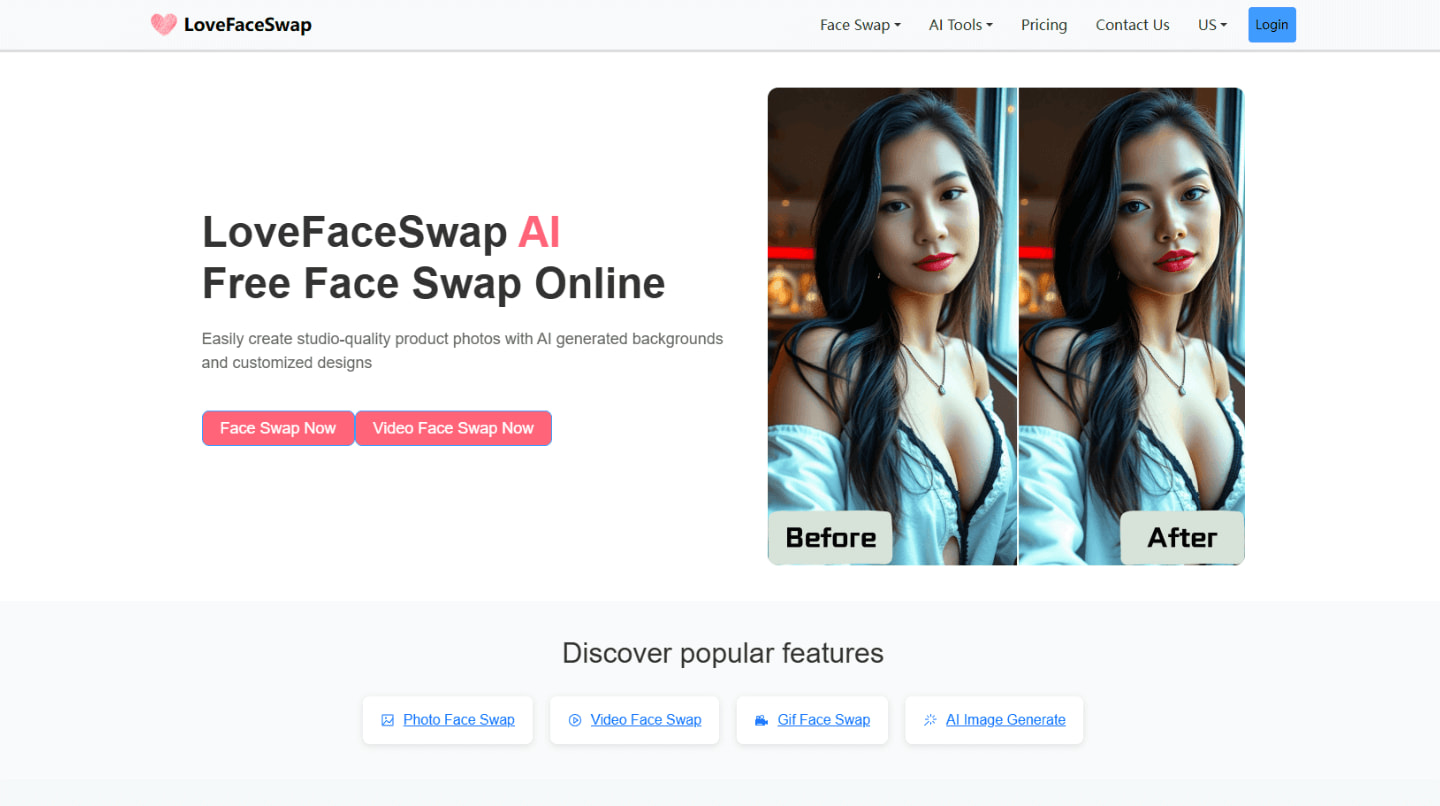 LoveFaceSwap
Face Swap
AI Tools
Pricing
Contact Us
US
Login
LoveFaceSwap AI
Free Face Swap Online
Easily create studio-quality product photos with AI generated backgrounds
and customized designs
Face Swap Now
Video Face Swap Now
Before
After
Discover popular features
Photo Face Swap
Video Face Swap
Gif Face Swap
AI Image Generate